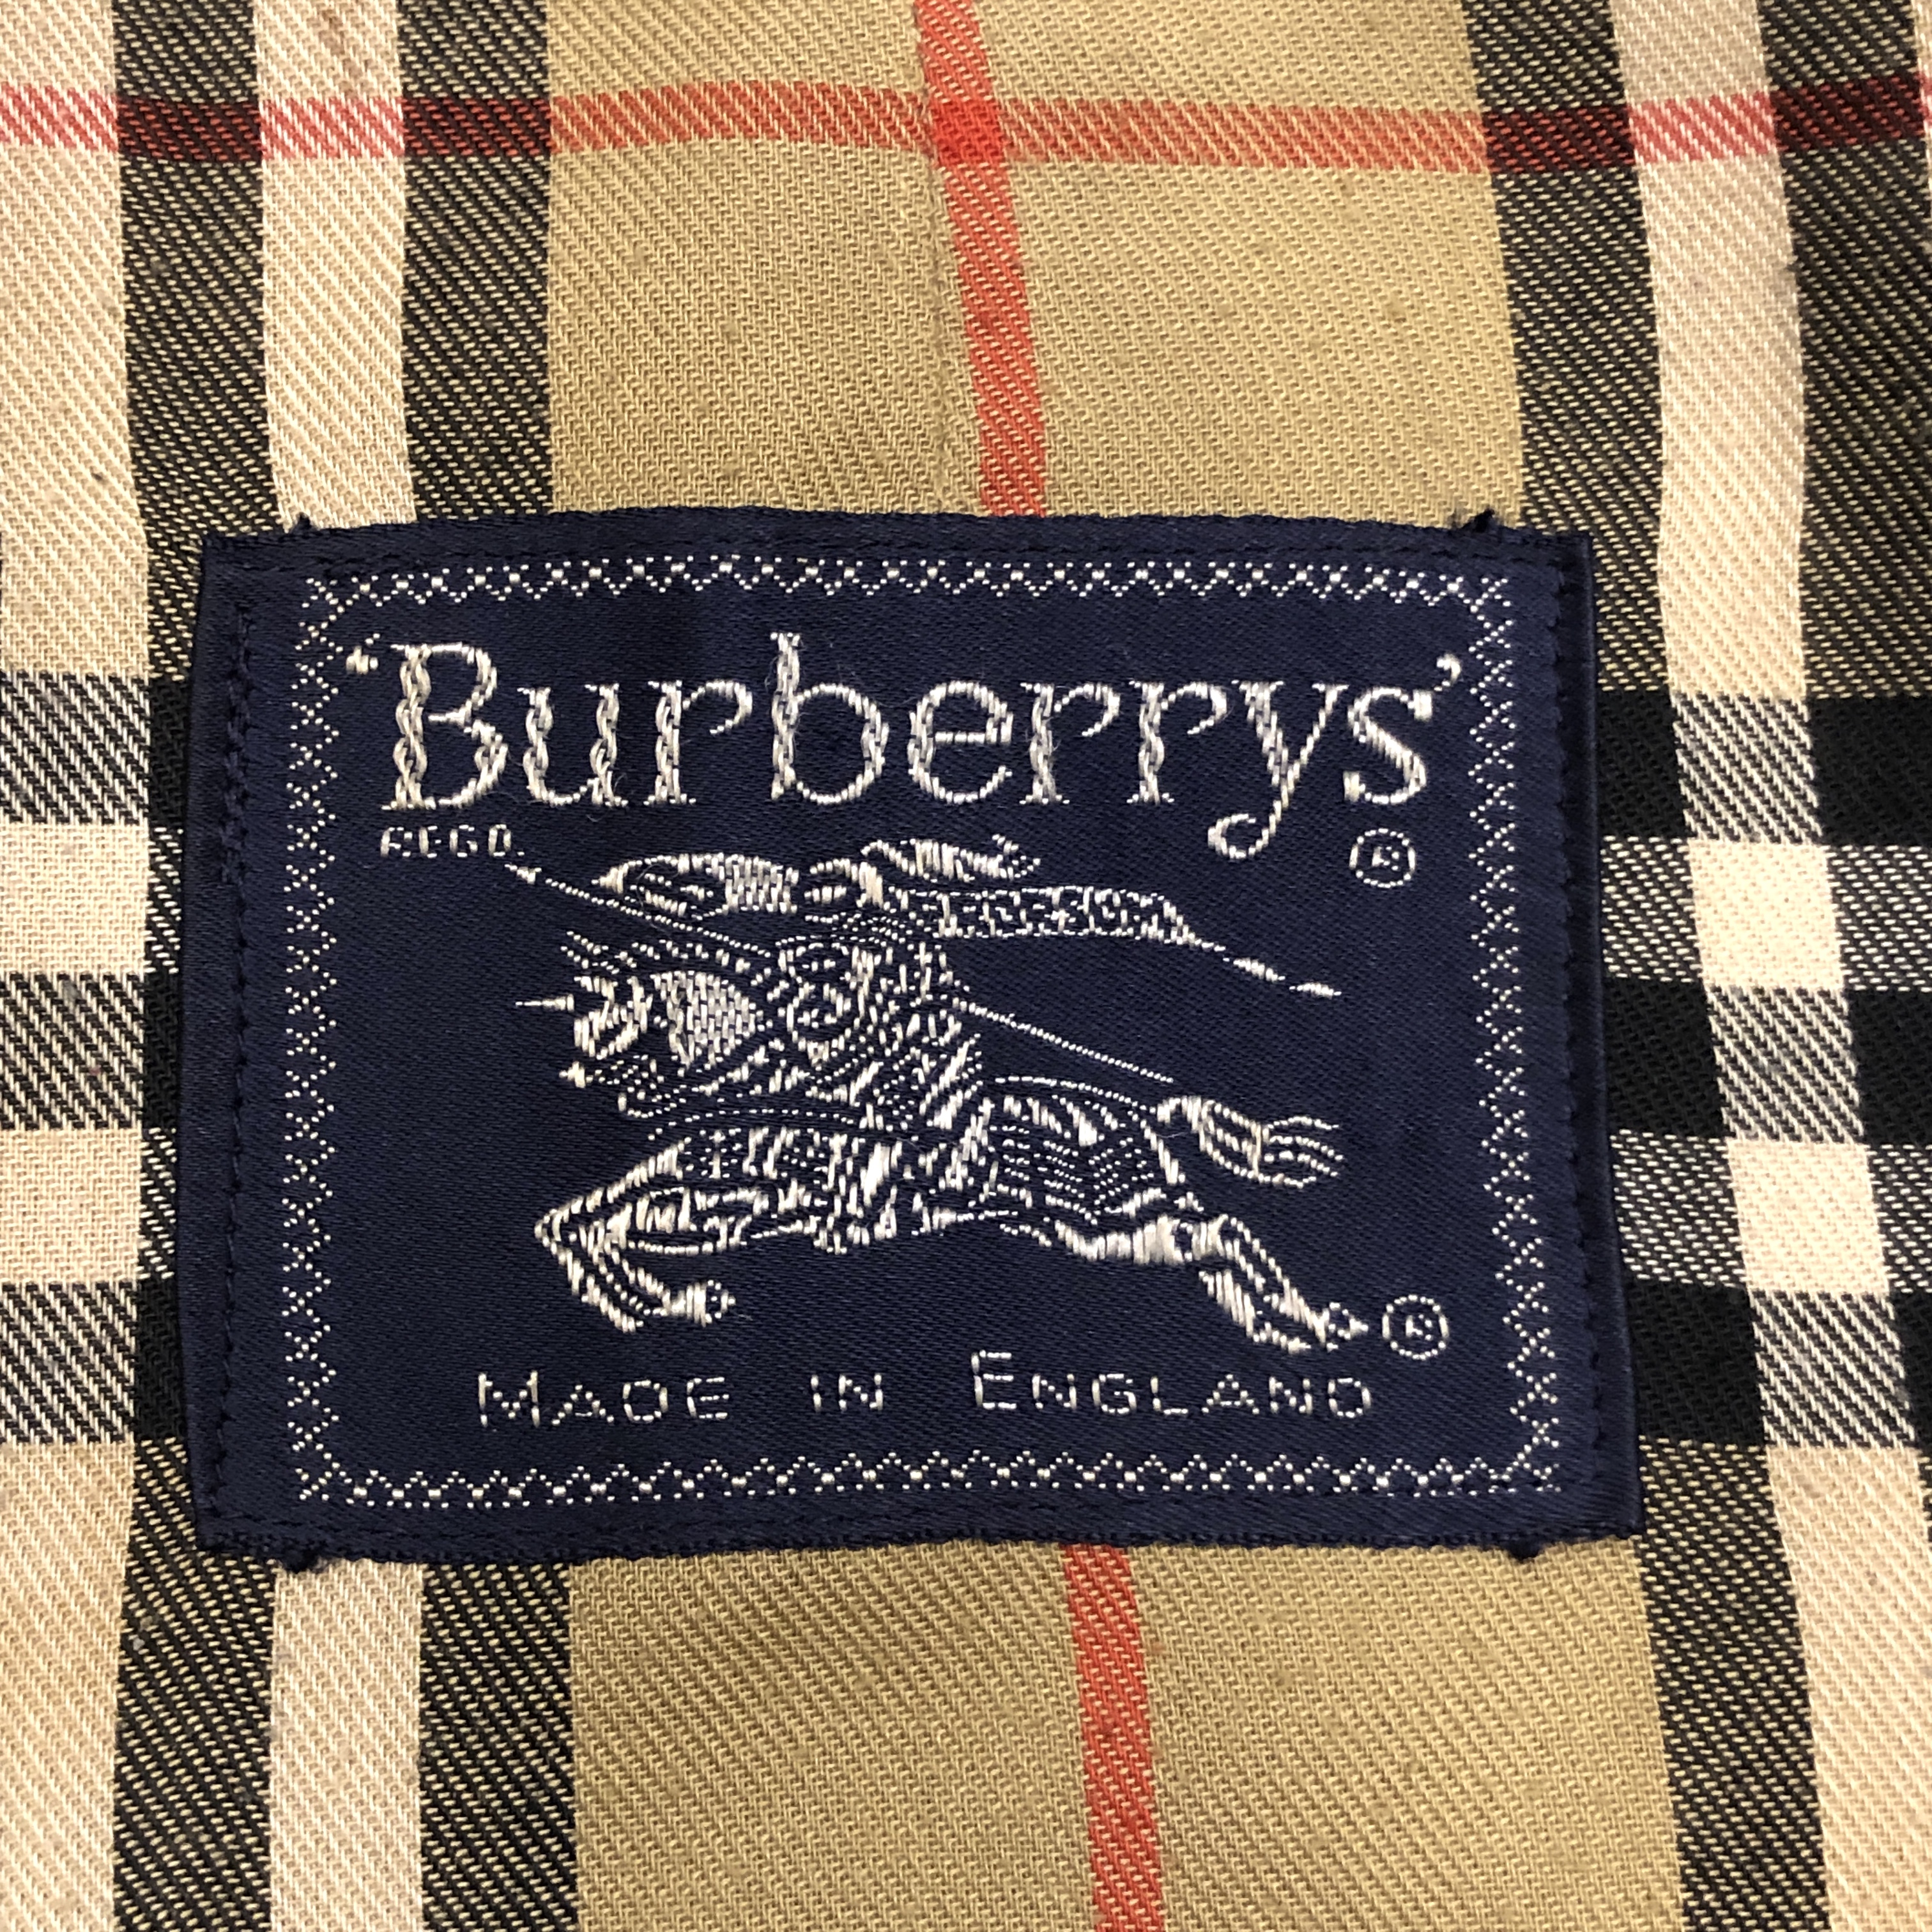 ‘Burberrys’
REGD. ®
®
MADE IN ENGLAND